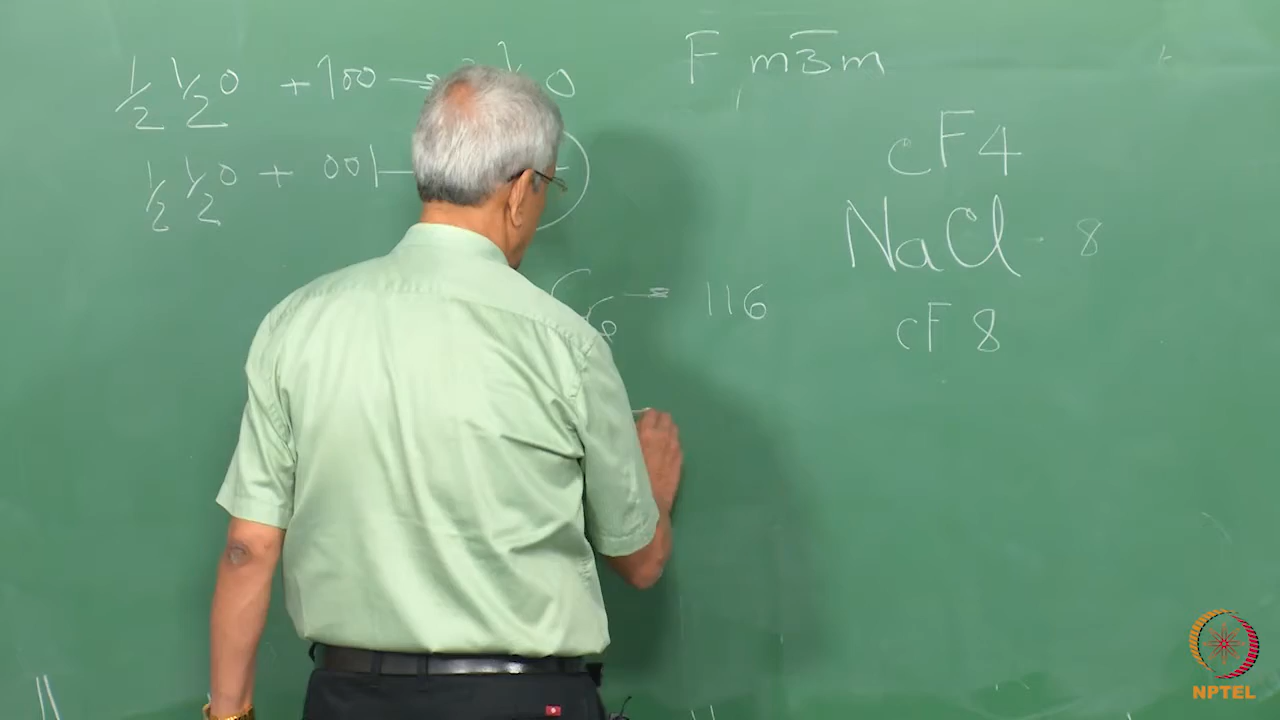 ½ ½ 0 + 100 → 0
½ ½ 0 + 001
F m3̅m
cF4
NaCl - 8
cF 8
= 116
NPTEL